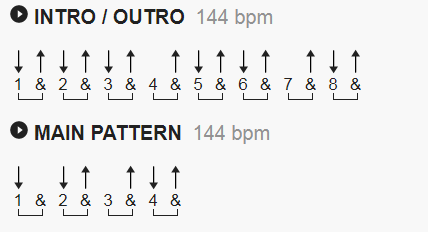 INTRO / OUTRO 144 bpm
1 & 2 & 3 & 4 & 5 & 6 & 7 & 8 &
MAIN PATTERN 144 bpm
1 & 2 & 3 & 4 &